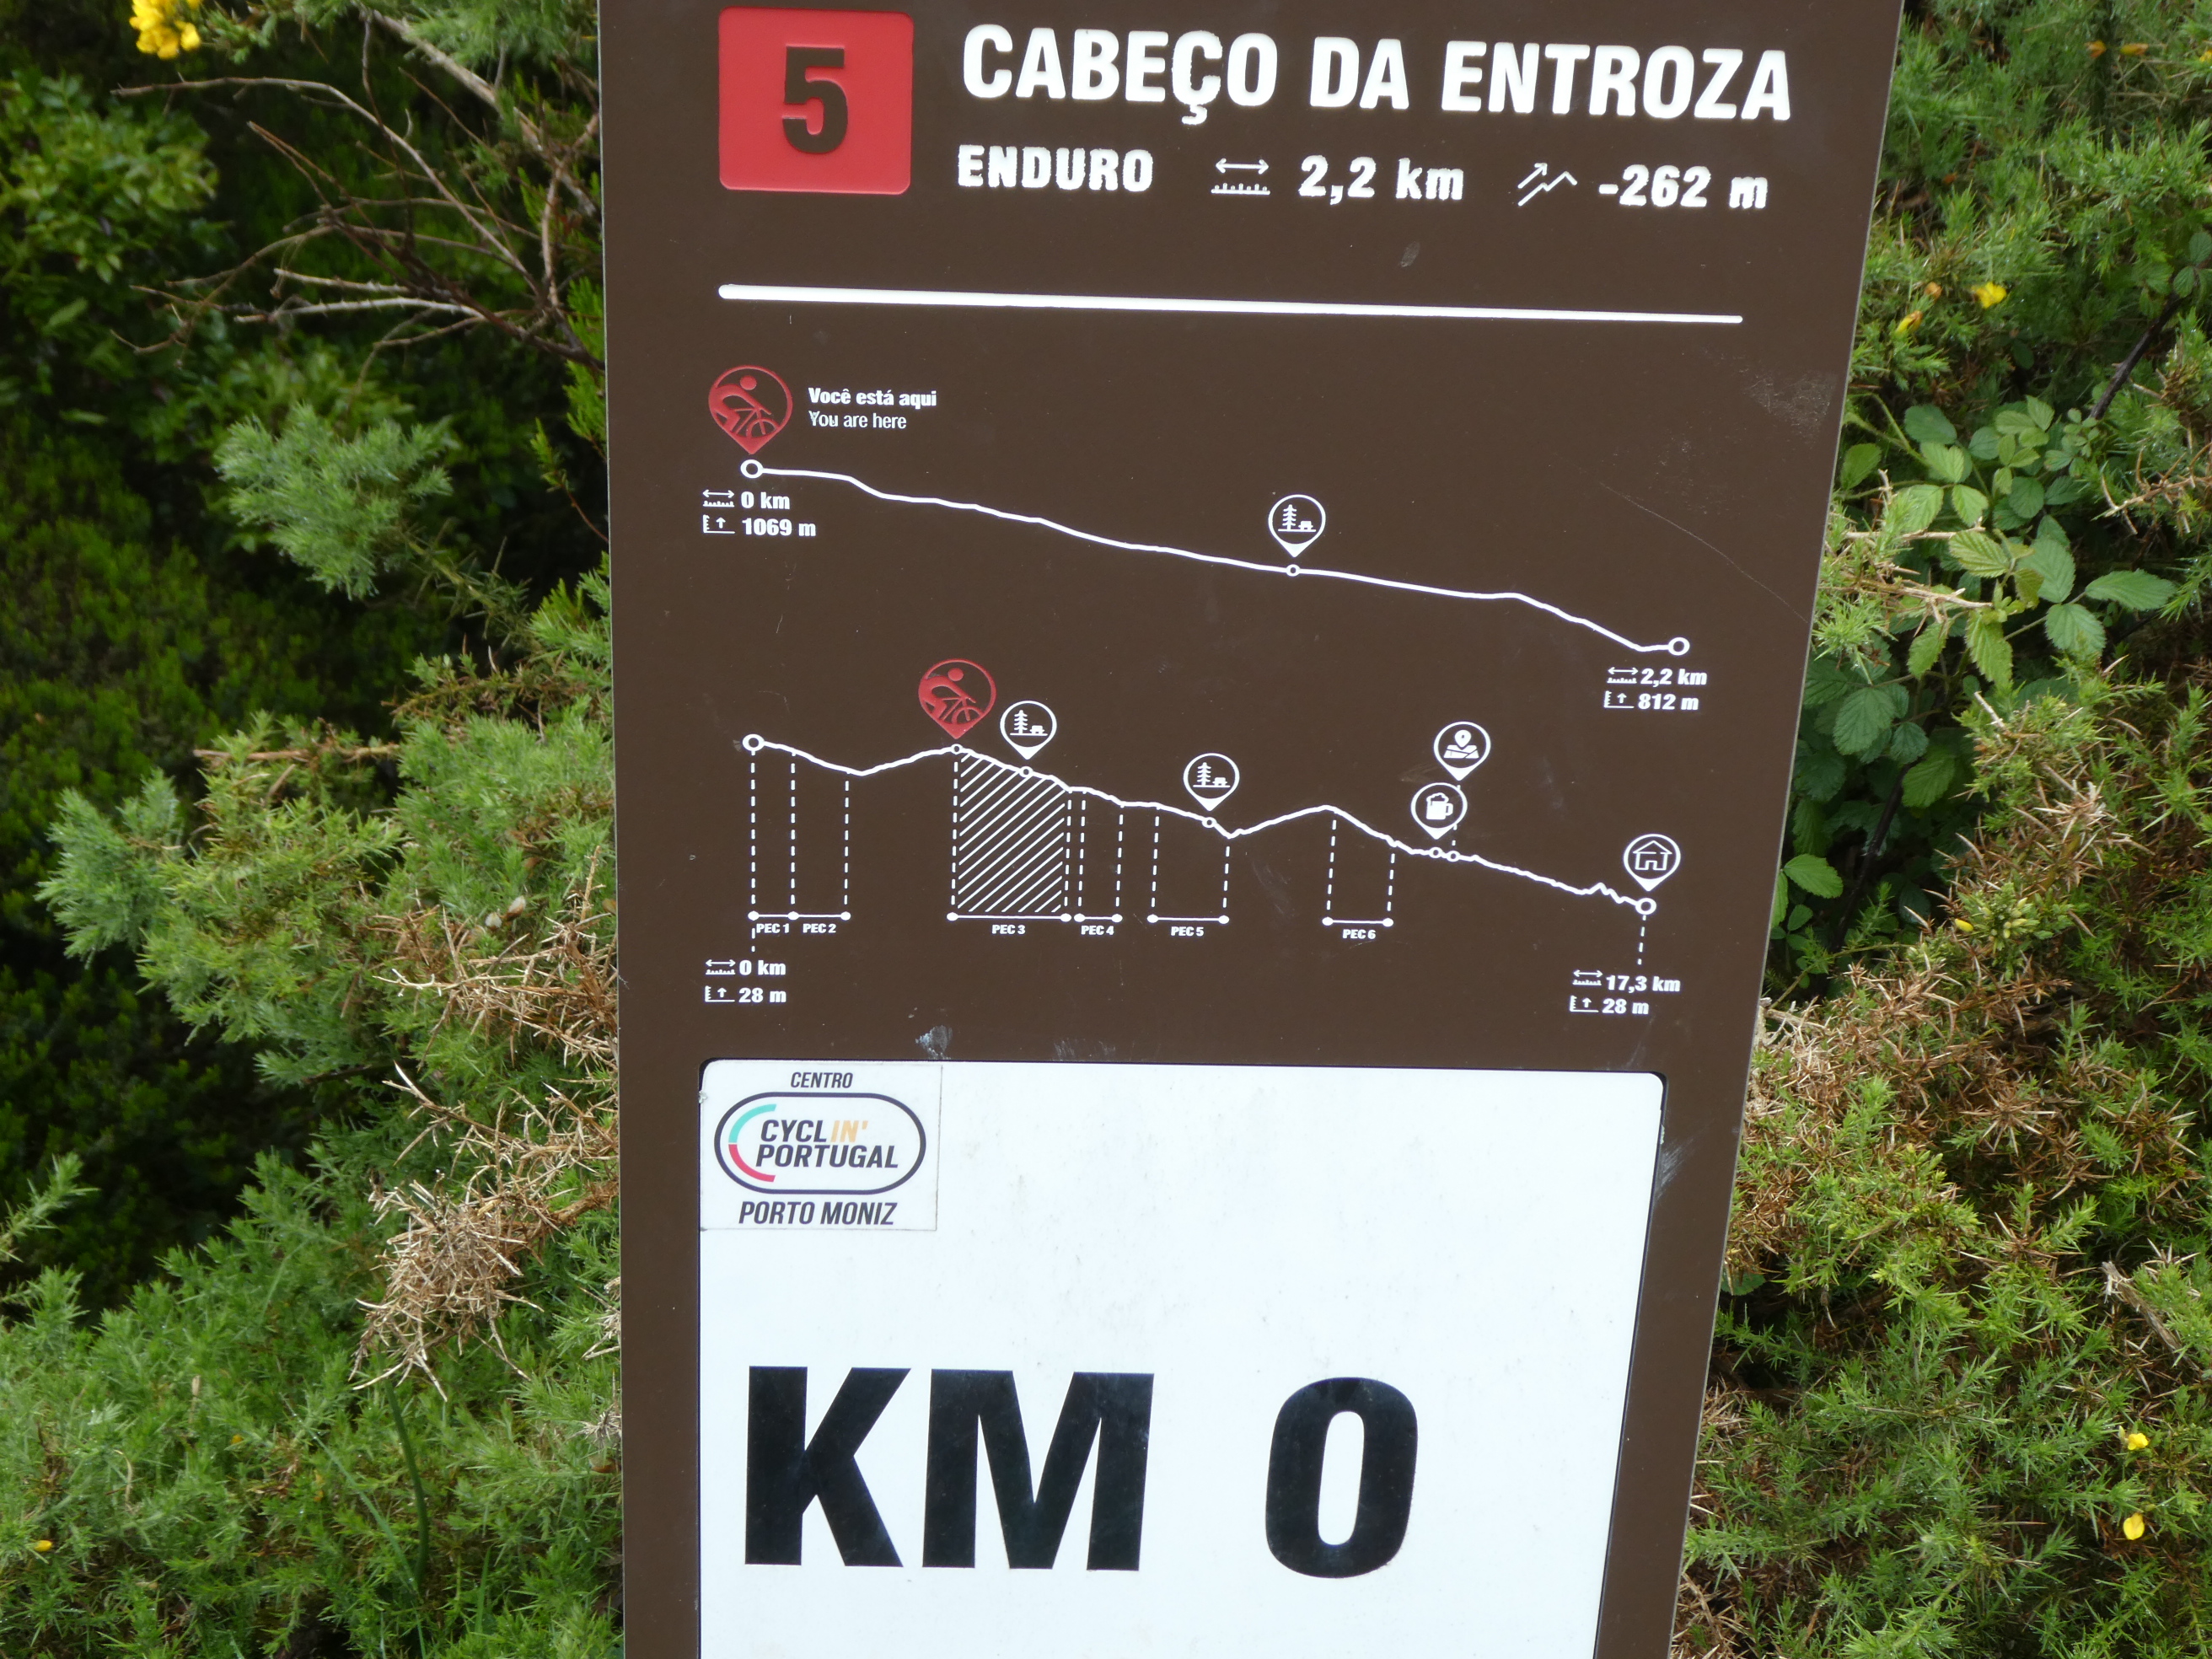 5
CABEÇO DA ENTROZA
ENDURO 2,2 km -262 m
Você está aqui
You are here
0 km
1069 m
2,2 km
812 m
PEC 1 PEC 2 PEC 3 PEC 4 PEC 5 PEC 6
0 km
28 m
17,3 km
28 m
CENTRO
CYCLIN'
PORTUGAL
PORTO MONIZ
KM 0